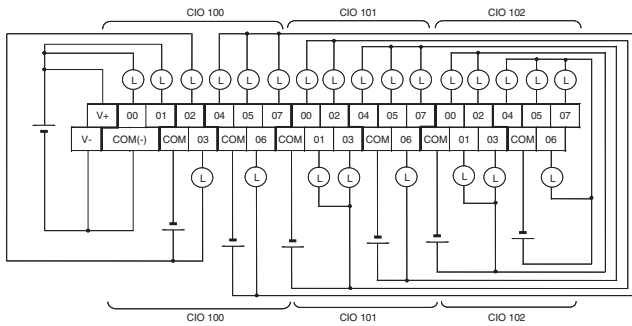 CIO 100 CIO 101 CIO 102
L L L L L L L L L L L L L L L L L
V+ 00 01 02 04 05 07 00 02 04 05 07 00 02 04 05 07
V- COM(-) COM 03 COM 06 COM 01 03 COM 06 COM 01 03 COM 06
L L L L L L L L
CIO 100 CIO 101 CIO 102